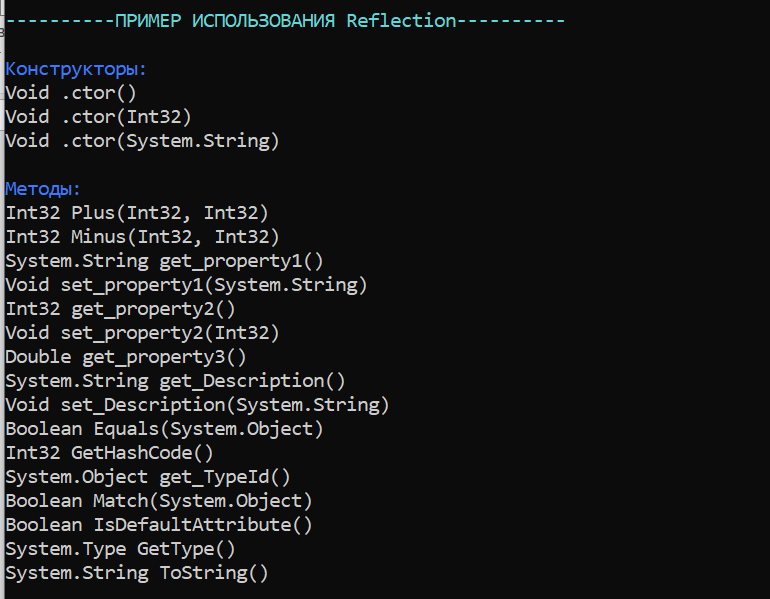 ----------ПРИМЕР ИСПОЛЬЗОВАНИЯ Reflection----------
Конструкторы:
Void .ctor()
Void .ctor(Int32)
Void .ctor(System.String)
Методы:
Int32 Plus(Int32, Int32)
Int32 Minus(Int32, Int32)
System.String get_property1()
Void set_property1(System.String)
Int32 get_property2()
Void set_property2(Int32)
Double get_property3()
System.String get_Description()
Void set_Description(System.String)
Boolean Equals(System.Object)
Int32 GetHashCode()
System.Object get_TypeId()
Boolean Match(System.Object)
Boolean IsDefaultAttribute()
System.Type GetType()
System.String ToString()